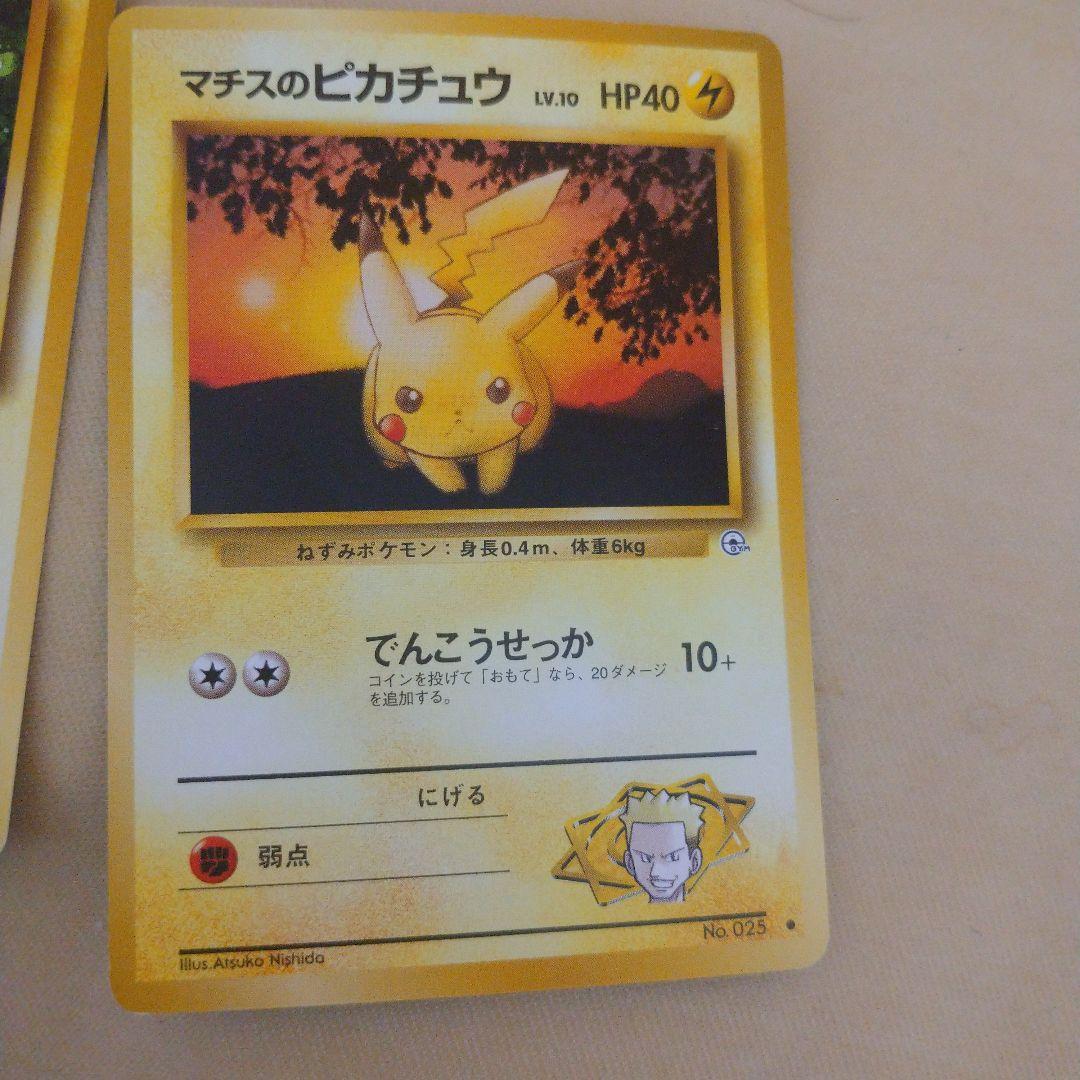 マチスのピカチュウ LV.10 HP40
ねずみポケモン：身長0.4m、体重6kg
GYM
でんこうせっか 10+
コインを投げて「おもて」なら、20ダメージ
を追加する。
にげる
弱点
No. 025
Illus. Atsuko Nishida